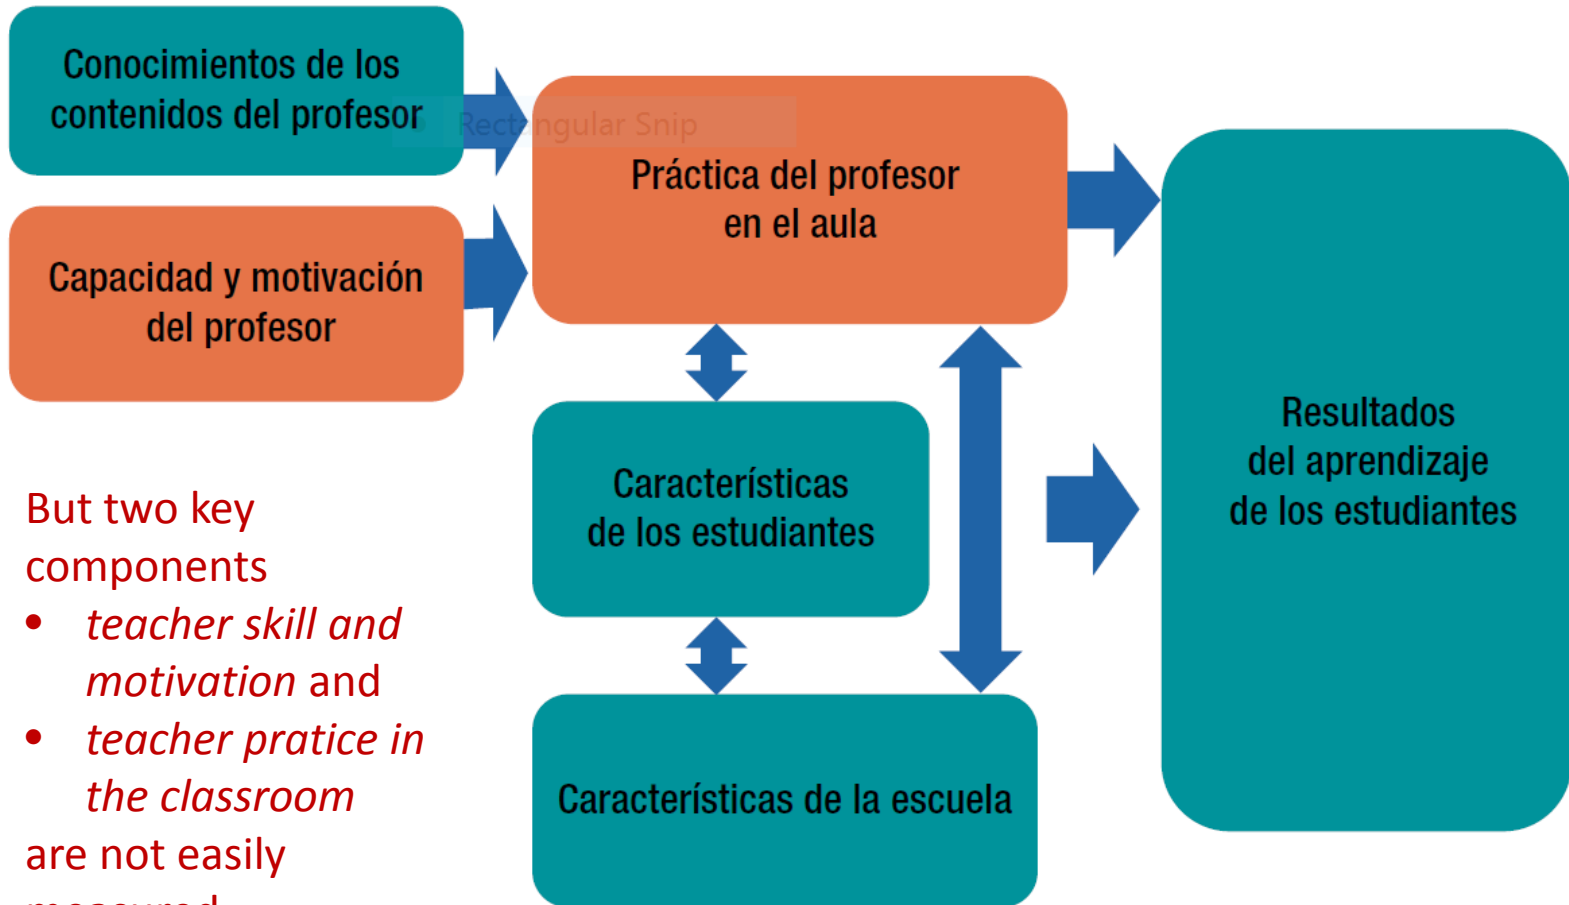 Conocimientos de los
contenidos del profesor
Rectangular Snip
Práctica del profesor
en el aula
Capacidad y motivación
del profesor
Características
de los estudiantes
Resultados
del aprendizaje
de los estudiantes
Características de la escuela
But two key
components
• teacher skill and
motivation and
• teacher pratice in
the classroom
are not easily
measured